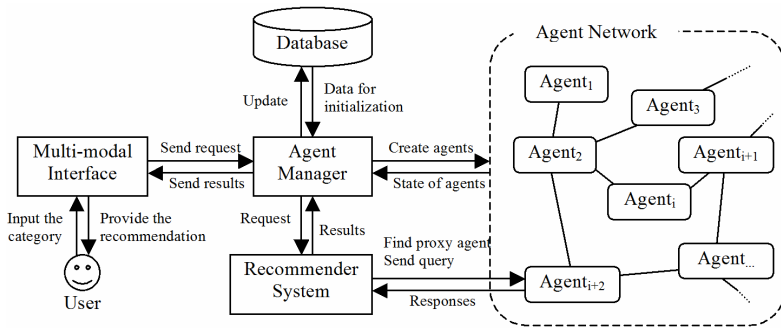 Database
Agent Network
Update
Data for
initialization
Agent₁
Agent₃
Multi-modal
Interface
Send request
Send results
Agent
Manager
Create agents
State of agents
Agent₂
Agentᵢ₊₁
Agentᵢ
Input the
category
Provide the
recommendation
Request
Results
User
Recommender
System
Find proxy agent
Send query
Responses
Agentᵢ₊₂
Agent...